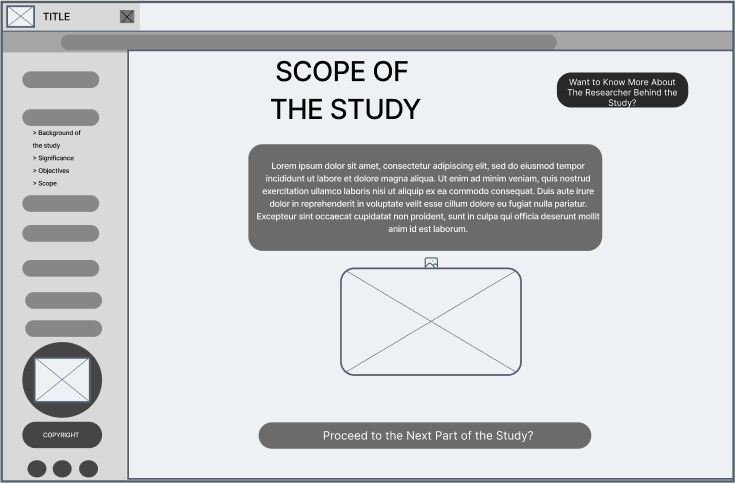 TITLE
SCOPE OF
THE STUDY
Want to Know More About
The Researcher Behind the
Study?
> Background of
the study
> Significance
> Objectives
> Scope
Lorem ipsum dolor sit amet, consectetur adipiscing elit, sed do eiusmod tempor
incididunt ut labore et dolore magna aliqua. Ut enim ad minim veniam, quis nostrud
exercitation ullamco laboris nisi ut aliquip ex ea commodo consequat. Duis aute irure
dolor in reprehenderit in voluptate velit esse cillum dolore eu fugiat nulla pariatur.
Excepteur sint occaecat cupidatat non proident, sunt in culpa qui officia deserunt mollit
anim id est laborum.
COPYRIGHT
Proceed to the Next Part of the Study?